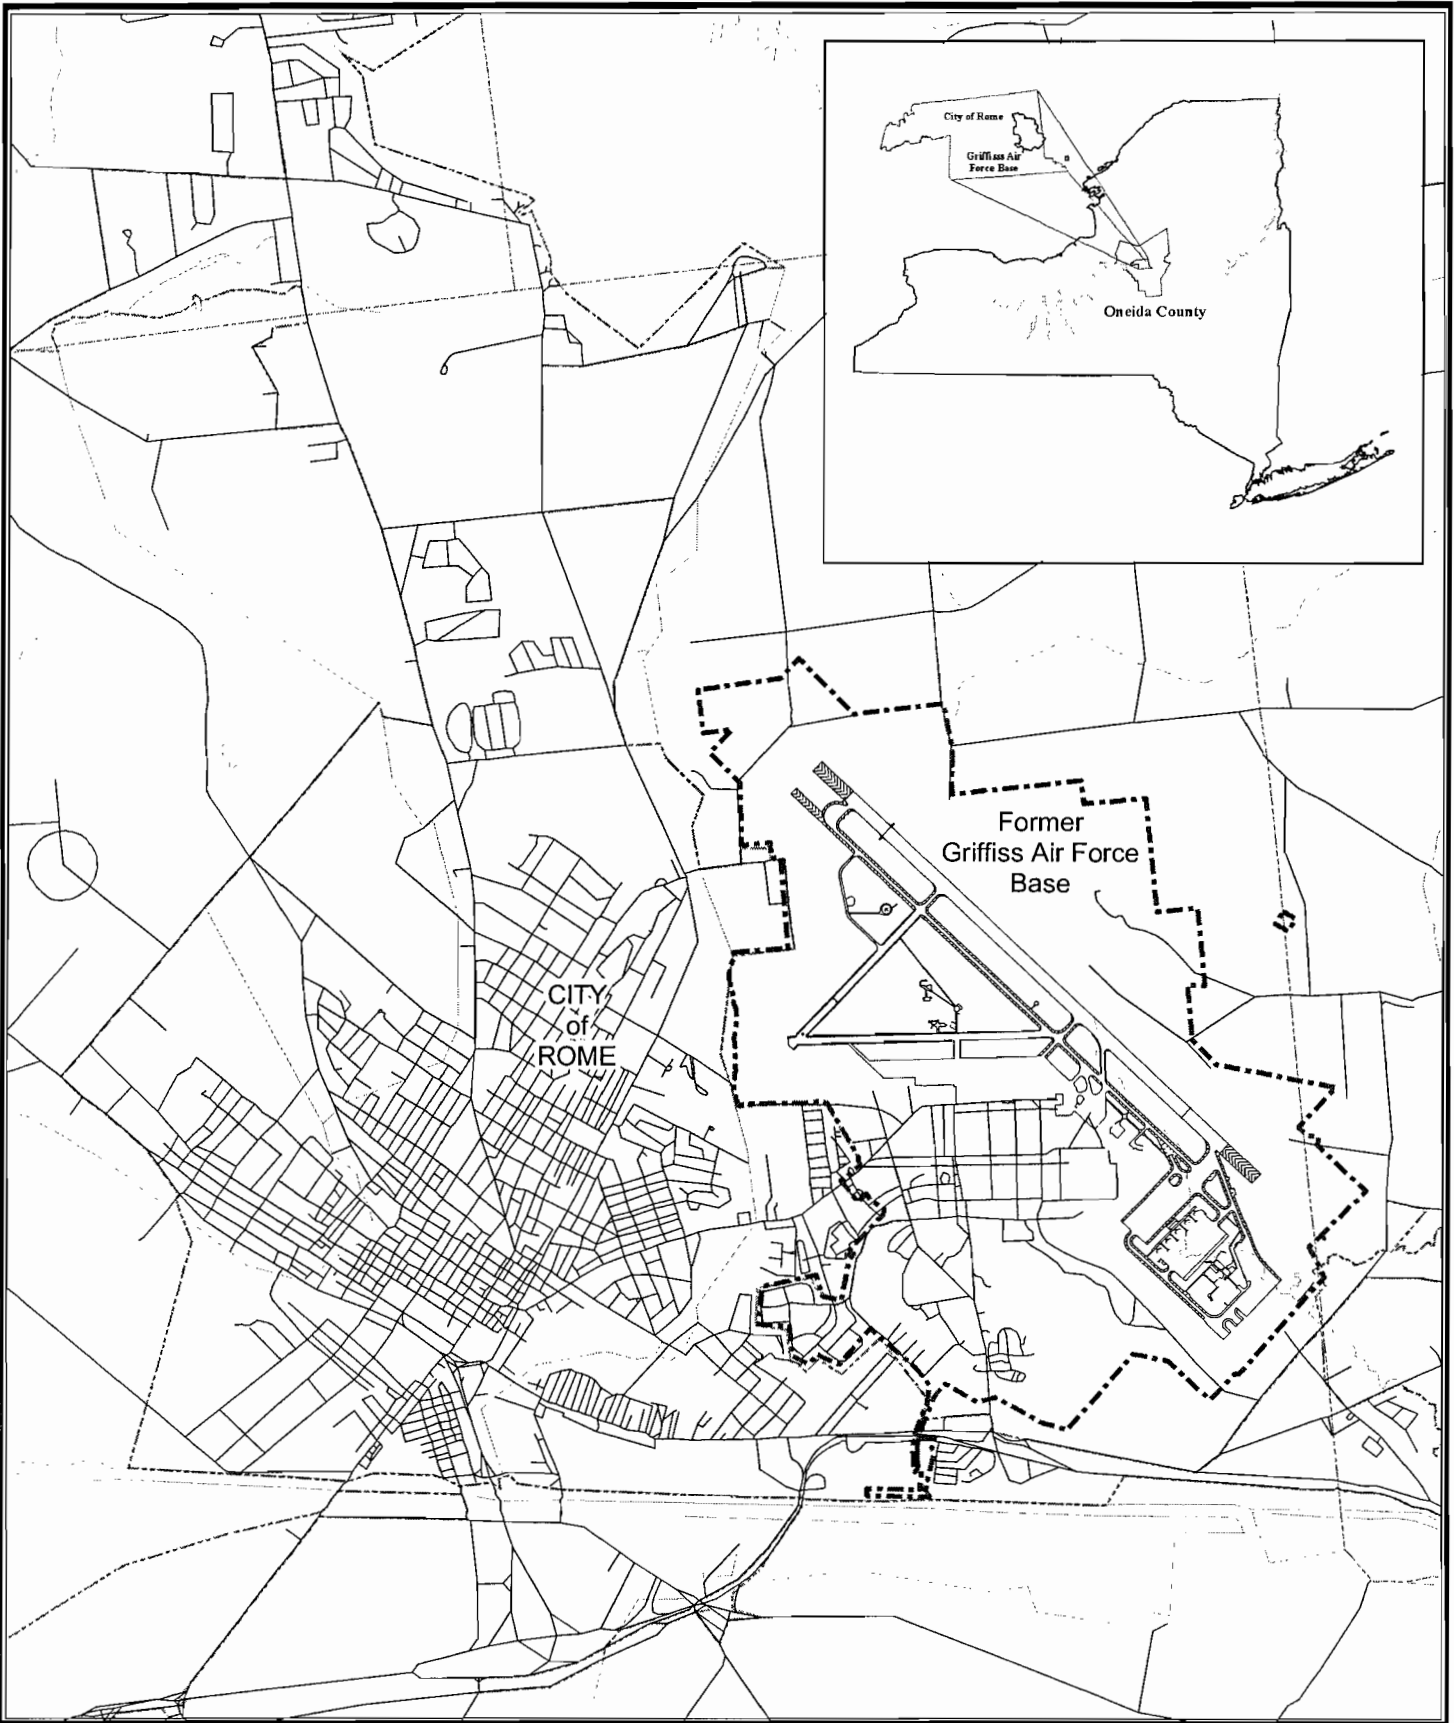 City of Rome
Griffiss Air
Force Base
Oneida County
Former
Griffiss Air Force
Base
CITY
of
ROME